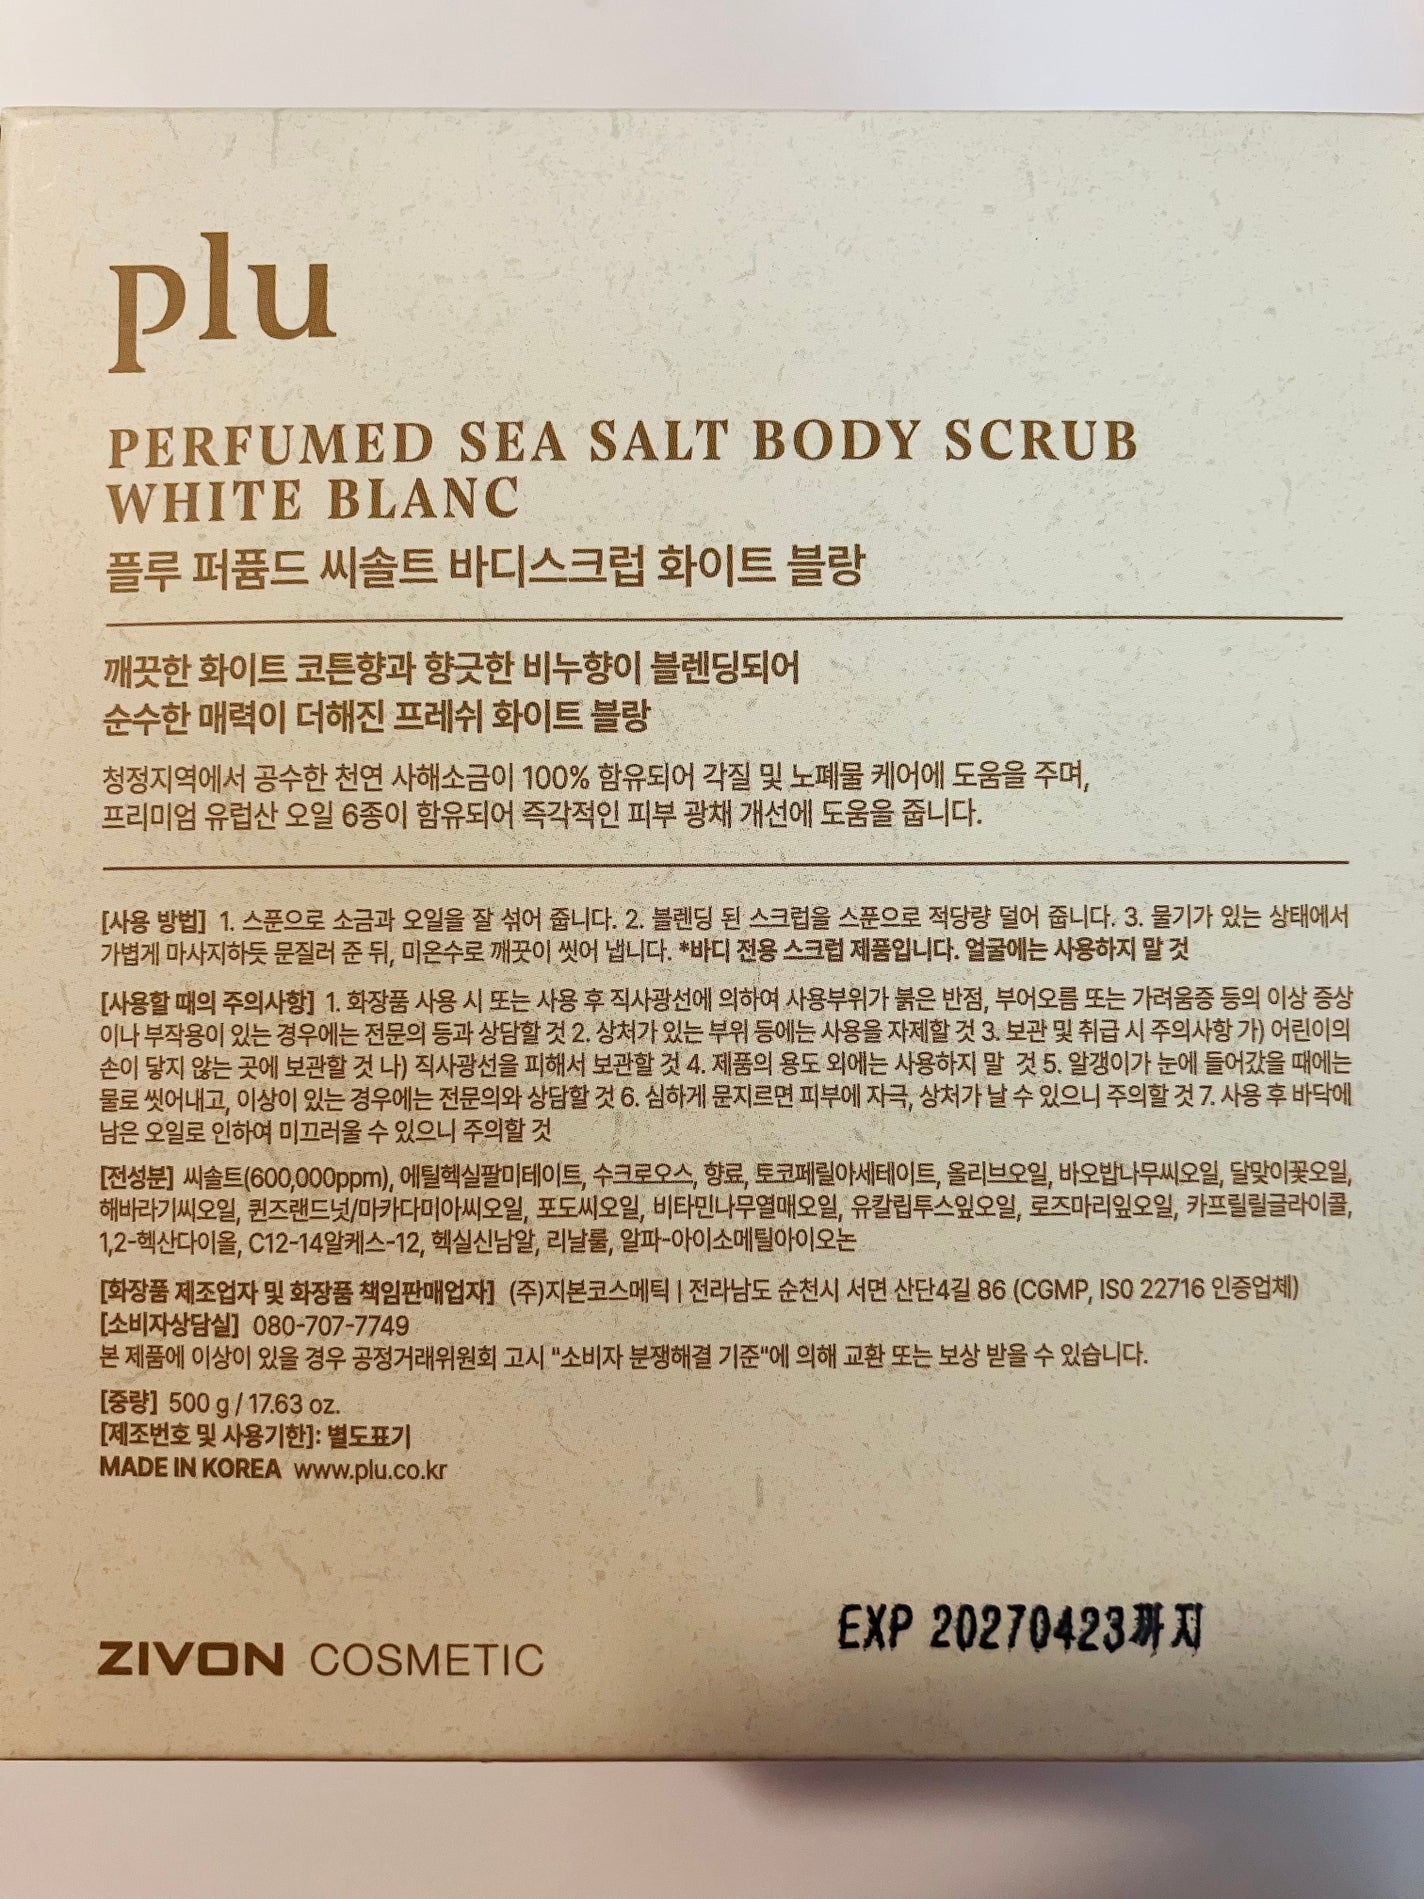 plu
PERFUMED SEA SALT BODY SCRUB
WHITE BLANC
플루 퍼퓸드 씨솔트 바디스크럽 화이트 블랑
깨끗한 화이트 코튼향과 향긋한 비누향이 블렌딩되어
순수한 매력이 더해진 프레쉬 화이트 블랑
청정지역에서 공수한 천연 사해소금이 100% 함유되어 각질 및 노폐물 케어에 도움을 주며,
프리미엄 유럽산 오일 6종이 함유되어 즉각적인 피부 광채 개선에 도움을 줍니다.
[사용 방법] 1. 스푼으로 소금과 오일을 잘 섞어 줍니다. 2. 블렌딩 된 스크럽을 스푼으로 적당량 덜어 줍니다. 3. 물기가 있는 상태에서
가볍게 마사지하듯 문질러 준 뒤, 미온수로 깨끗이 씻어 냅니다. *바디 전용 스크럽 제품입니다. 얼굴에는 사용하지 말 것
[사용할 때의 주의사항] 1. 화장품 사용 시 또는 사용 후 직사광선에 의하여 사용부위가 붉은 반점, 부어오름 또는 가려움증 등의 이상 증상
이나 부작용이 있는 경우에는 전문의 등과 상담할 것 2. 상처가 있는 부위 등에는 사용을 자제할 것 3. 보관 및 취급 시 주의사항 가) 어린이의
손이 닿지 않는 곳에 보관할 것 나) 직사광선을 피해서 보관할 것 4. 제품의 용도 외에는 사용하지 말 것 5. 알갱이가 눈에 들어갔을 때에는
물로 씻어내고, 이상이 있는 경우에는 전문의와 상담할 것 6. 심하게 문지르면 피부에 자극, 상처가 날 수 있으니 주의할 것 7. 사용 후 바닥에
남은 오일로 인하여 미끄러울 수 있으니 주의할 것
[전성분] 씨솔트(600,000ppm), 에틸헥실팔미테이트, 수크로오스, 향료, 토코페릴아세테이트, 올리브오일, 바오밥나무씨오일, 달맞이꽃오일,
해바라기씨오일, 퀸즈랜드넛/마카다미아씨오일, 포도씨오일, 비타민나무열매오일, 유칼립투스잎오일, 로즈마리잎오일, 카프릴릴글라이콜,
1,2-헥산다이올, C12-14알케스-12, 헥실신남알, 리날룰, 알파-아이소메틸아이오논
[화장품 제조업자 및 화장품 책임판매업자] (주)지본코스메틱 | 전라남도 순천시 서면 산단4길 86 (CGMP, ISO 22716 인증업체)
[소비자상담실] 080-707-7749
본 제품에 이상이 있을 경우 공정거래위원회 고시 "소비자 분쟁해결 기준"에 의해 교환 또는 보상 받을 수 있습니다.
[중량] 500 g / 17.63 oz.
[제조번호 및 사용기한]: 별도표기
MADE IN KOREA www.plu.co.kr
EXP 20270423까지
ZIVON COSMETIC